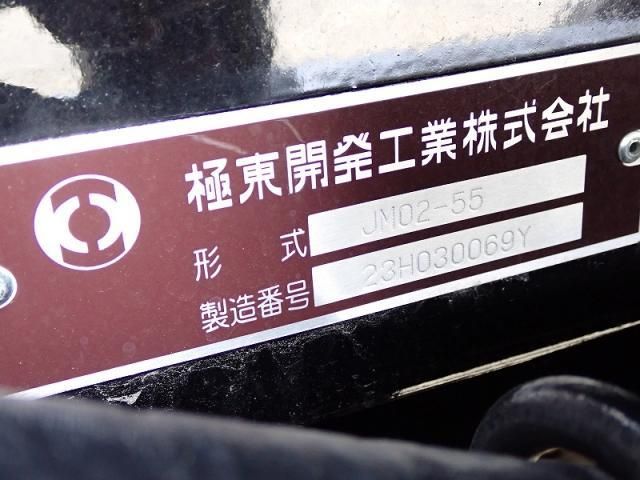 極東開発工業株式会社
形 式 JM02-55
製造番号 23H030069Y